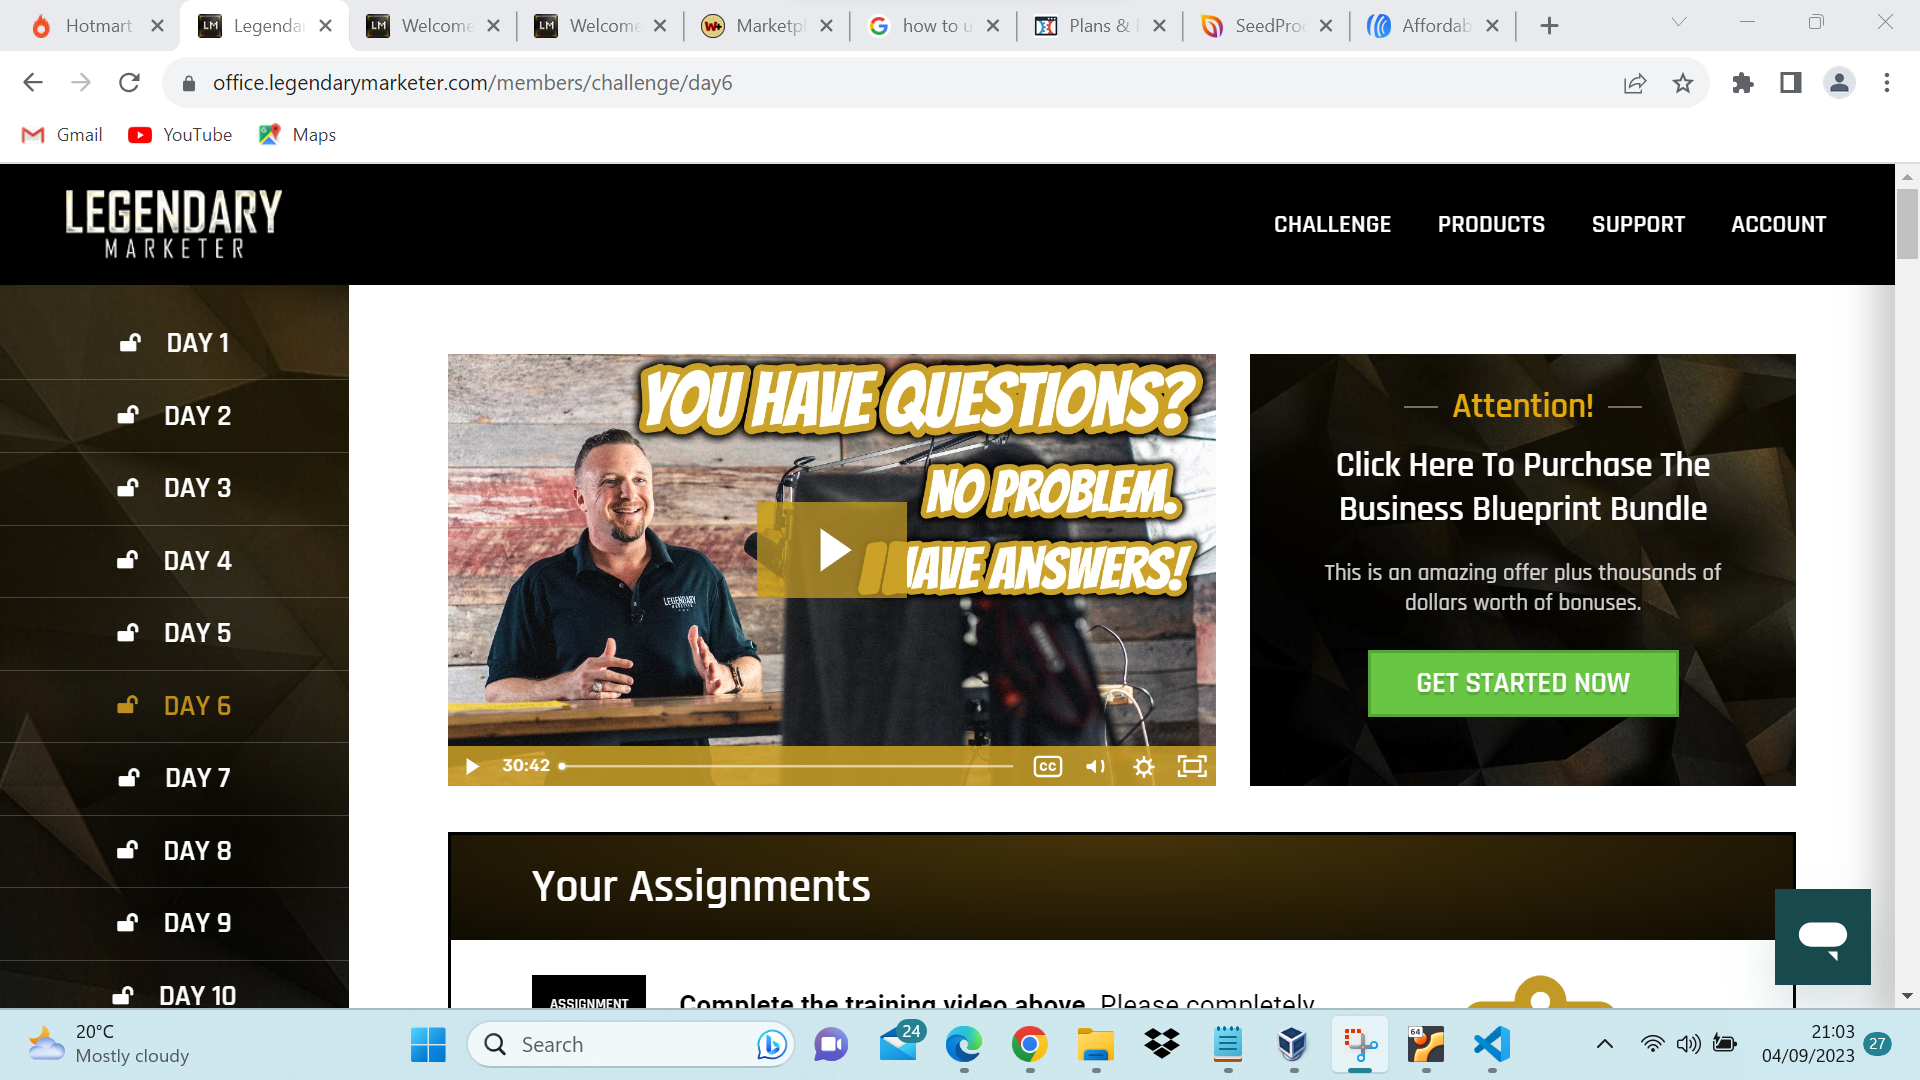 Hotmart
Legendar
Welcome
Welcome
Marketpl
how to u
Plans &
SeedProd
Affordab
office.legendarymarketer.com/members/challenge/day6
Gmail
YouTube
Maps
LEGENDARY
MARKETER
CHALLENGE
PRODUCTS
SUPPORT
ACCOUNT
DAY 1
DAY 2
DAY 3
DAY 4
DAY 5
DAY 6
DAY 7
DAY 8
DAY 9
DAY 10
YOU HAVE QUESTIONS?
NO PROBLEM.
I HAVE ANSWERS!
LEGENDARY
MARKETER
30:42
CC
Attention!
Click Here To Purchase The
Business Blueprint Bundle
This is an amazing offer plus thousands of
dollars worth of bonuses.
GET STARTED NOW
Your Assignments
ASSIGNMENT
Complete the training video above. Please completely
20°C
Mostly cloudy
Search
24
64
21:03
04/09/2023
27